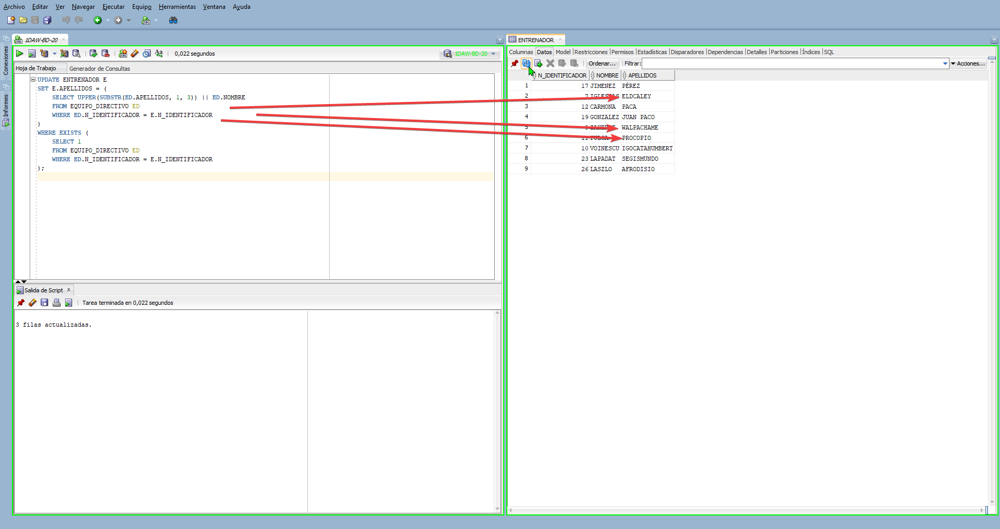 Archivo Editar Ver Navegar Ejecutar Equipo Herramientas Ventana Ayuda
Conexiones
Informes
1DAW-BD-20
0,022 segundos
1DAW-BD-20
Hoja de Trabajo Generador de Consultas
UPDATE ENTRENADOR E
SET E.APELLIDOS = (
SELECT UPPER(SUBSTR(ED.APELLIDOS, 1, 3)) || ED.NOMBRE
FROM EQUIPO_DIRECTIVO ED
WHERE ED.N_IDENTIFICADOR = E.N_IDENTIFICADOR
)
WHERE EXISTS (
SELECT 1
FROM EQUIPO_DIRECTIVO ED
WHERE ED.N_IDENTIFICADOR = E.N_IDENTIFICADOR
);
Salida de Script
Tarea terminada en 0,022 segundos
3 filas actualizadas.
ENTRENADOR
Columnas Datos Model Restricciones Permisos Estadísticas Disparadores Dependencias Detalles Particiones Índices SQL
Ordenar... Filtrar: Acciones...
N_IDENTIFICADOR NOMBRE APELLIDOS
1 17 JIMENEZ PÉREZ
2 7 ELDCALEY
3 12 CARMONA PACA
4 19 GONZALEZ JUAN PACO
5 WALPACHAME
6 11 PROCOPIO
7 10 VOINESCU IGOCATAHUMBERT
8 23 LAPADAT SEGISMUNDO
9 26 LASZLO AFRODISIO